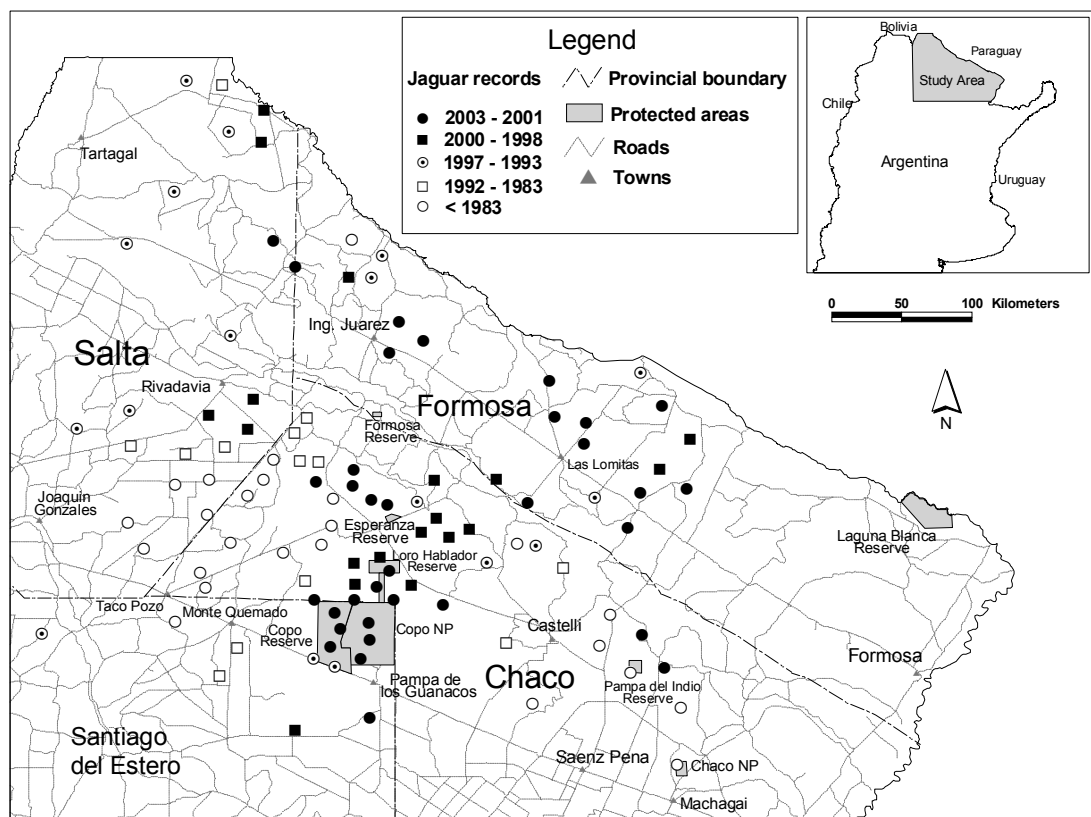 Legend
Jaguar records
2003 - 2001
2000 - 1998
1997 - 1993
1992 - 1983
< 1983
Provincial boundary
Protected areas
Roads
Towns
Bolivia
Paraguay
Study Area
Chile
Argentina
Uruguay
0 50 100 Kilometers
N
Tartagal
Ing. Juarez
Salta
Rivadavia
Formosa
Formosa
Reserve
Las Lomitas
Joaquin
Gonzales
Esperanza
Reserve
Loro Hablador
Reserve
Laguna Blanca
Reserve
Taco Pozo
Monte Quemado
Copo
Reserve
Copo NP
Castelli
Formosa
Pampa de
los Guanacos
Chaco
Pampa del Indio
Reserve
Santiago
del Estero
Saenz Pena
Chaco NP
Machagai